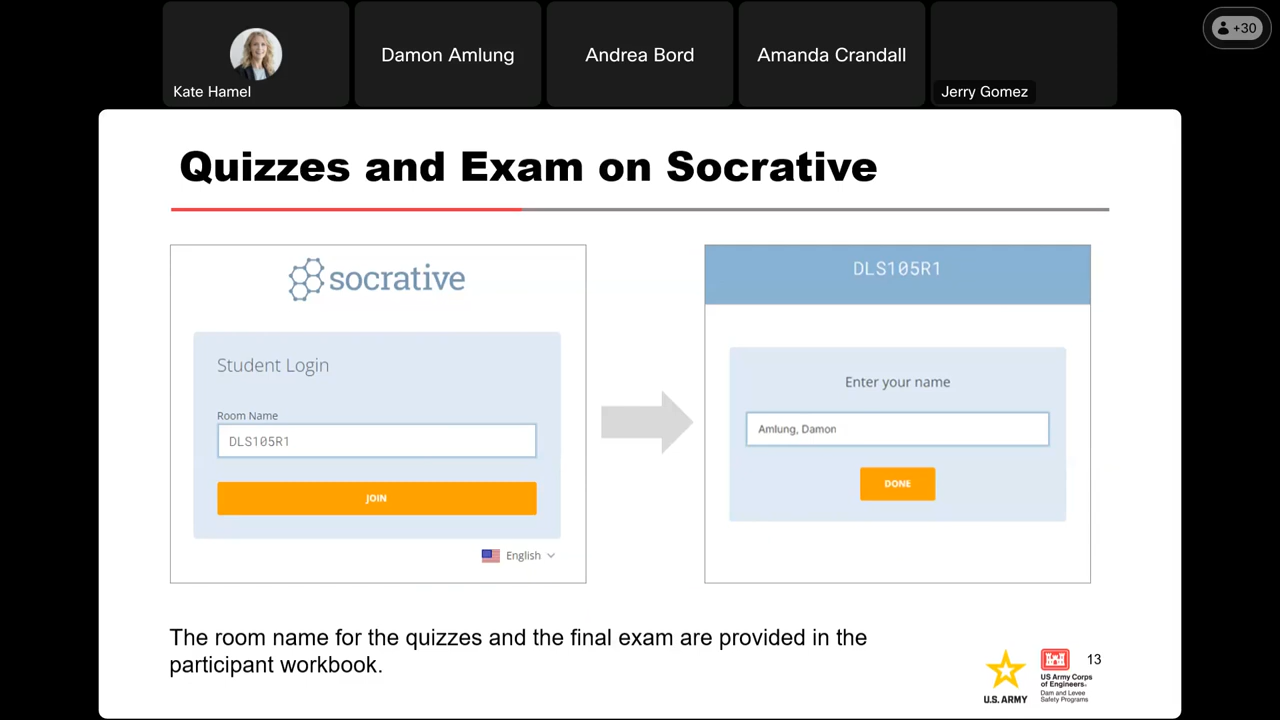 +30
Kate Hamel
Damon Amlung
Andrea Bord
Amanda Crandall
Jerry Gomez
Quizzes and Exam on Socrative
socrative
Student Login
Room Name
DLS105R1
JOIN
English
DLS105R1
Enter your name
Amlung, Damon
DONE
The room name for the quizzes and the final exam are provided in the
participant workbook.
U.S. ARMY
US Army Corps
of Engineers®
Dam and Levee
Safety Programs
13